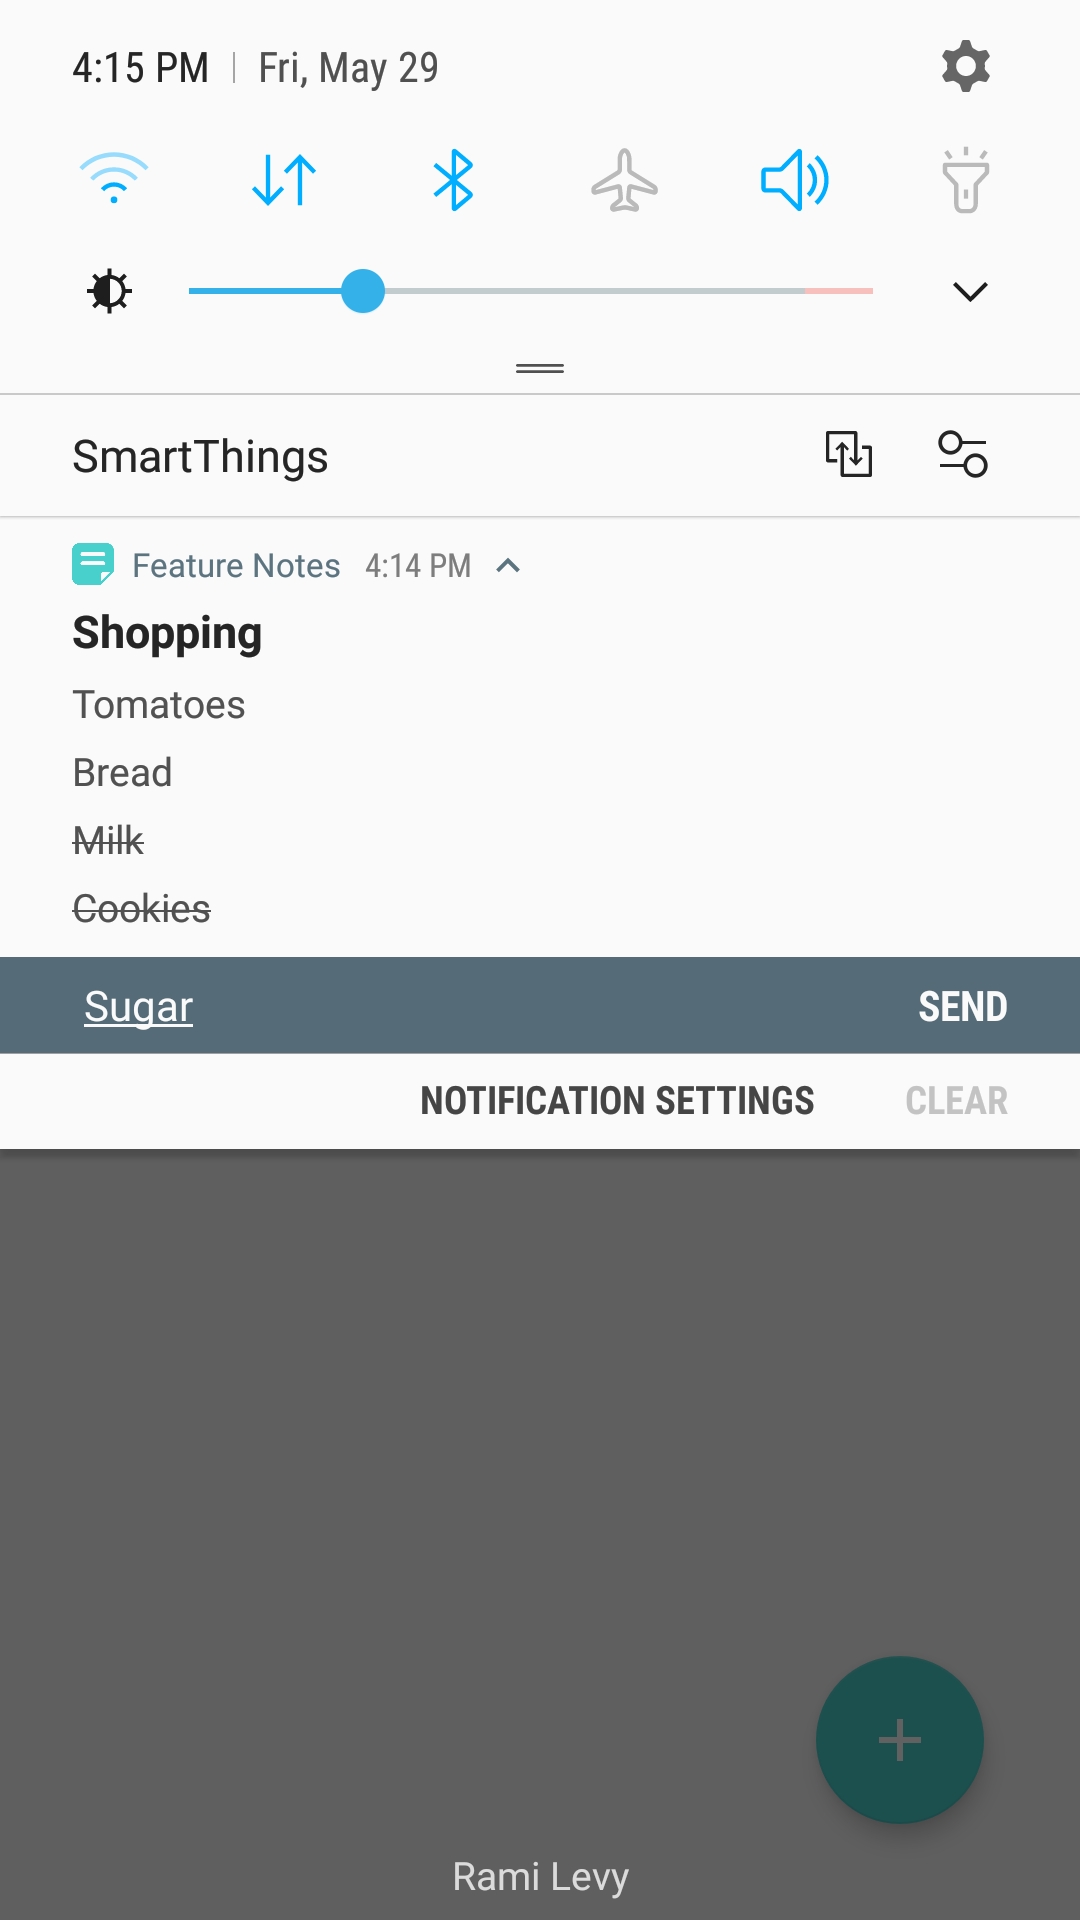 4:15 PM | Fri, May 29
SmartThings
Feature Notes 4:14 PM
Shopping
Tomatoes
Bread
Milk
Cookies
Sugar SEND
NOTIFICATION SETTINGS CLEAR
Rami Levy